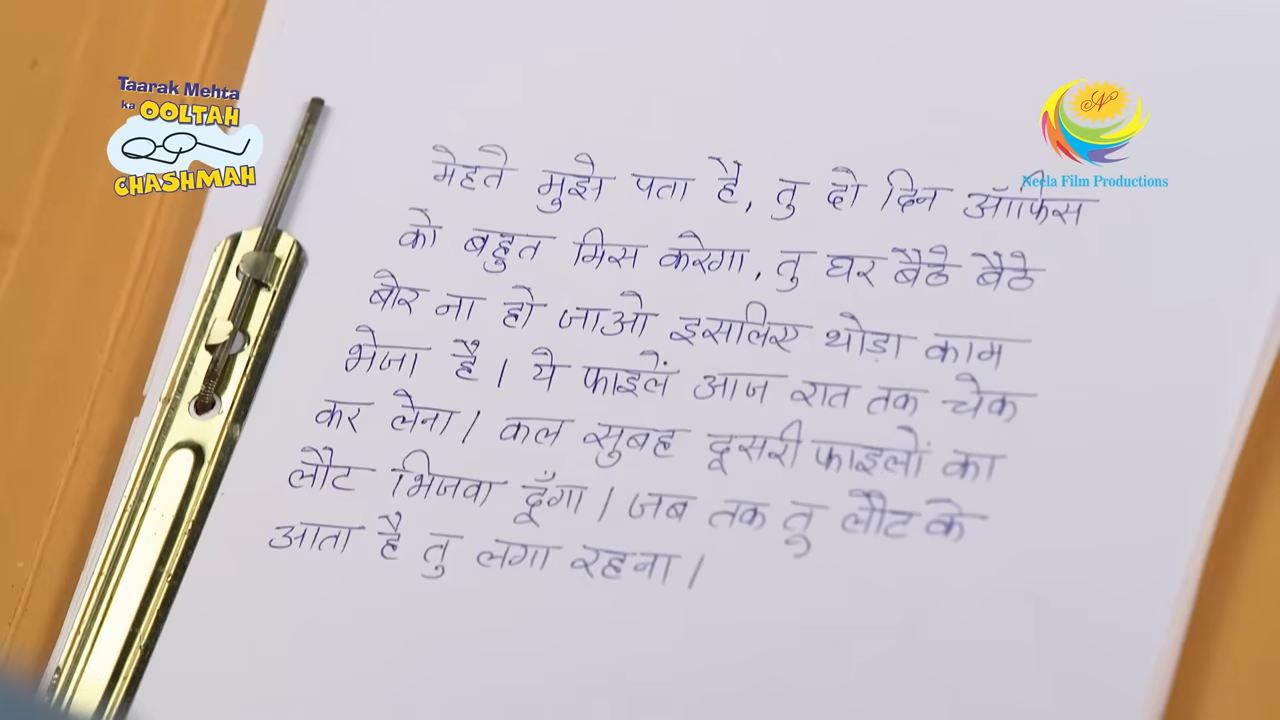 Taarak Mehta
ka OOLTAH
CHASHMAH
Neela Film Productions
मेहते मुझे पता है, तु दो दिन ऑफिस
को बहुत मिस करेगा, तु घर बैठे बैठे
बोर ना हो जाओ इसलिए थोड़ा काम
भेजा है। ये फाइलें आज रात तक चेक
कर लेना। कल सुबह दूसरी फाइलों का
लौट भिजवा दूँगा। जब तक तु लौट के
आता है तु लगा रहना।